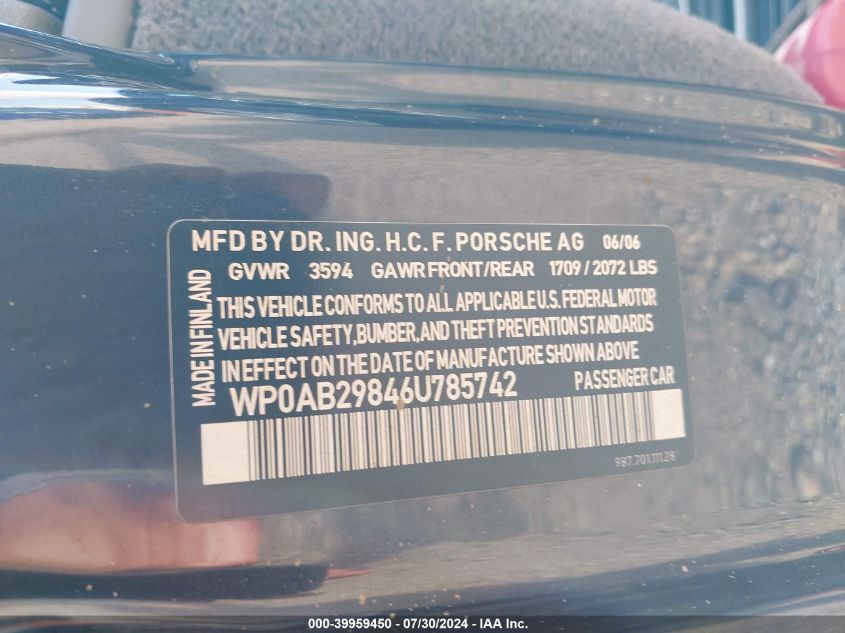 MFD BY DR. ING. H.C. F. PORSCHE AG 06/06
GVWR 3594 GAWR FRONT/REAR 1709 / 2072 LBS
MADE IN FINLAND
THIS VEHICLE CONFORMS TO ALL APPLICABLE U.S. FEDERAL MOTOR
VEHICLE SAFETY, BUMBER, AND THEFT PREVENTION STANDARDS
IN EFFECT ON THE DATE OF MANUFACTURE SHOWN ABOVE
WP0AB29846U785742 PASSENGER CAR
987.701.111.28
000-39959450 / 07/30/2024 - IAA Inc.